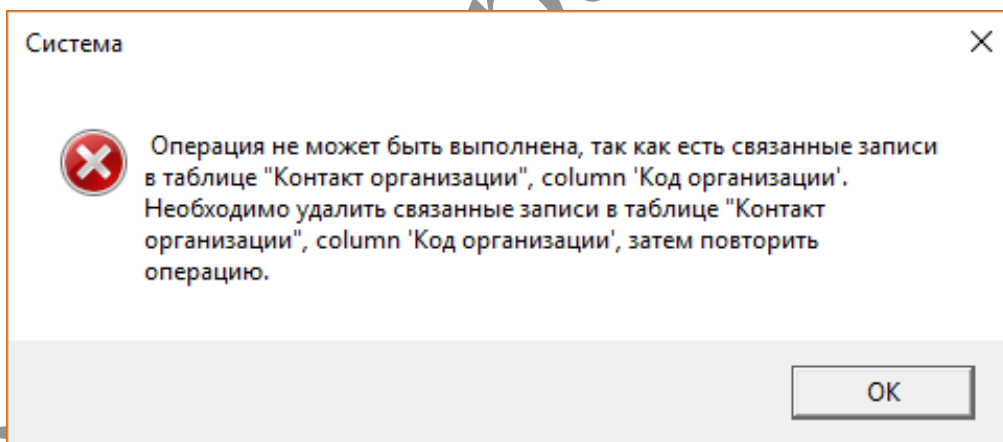 Система
Операция не может быть выполнена, так как есть связанные записи
в таблице "Контакт организации", column 'Код организации'.
Необходимо удалить связанные записи в таблице "Контакт
организации", column 'Код организации', затем повторить
операцию.
ОК